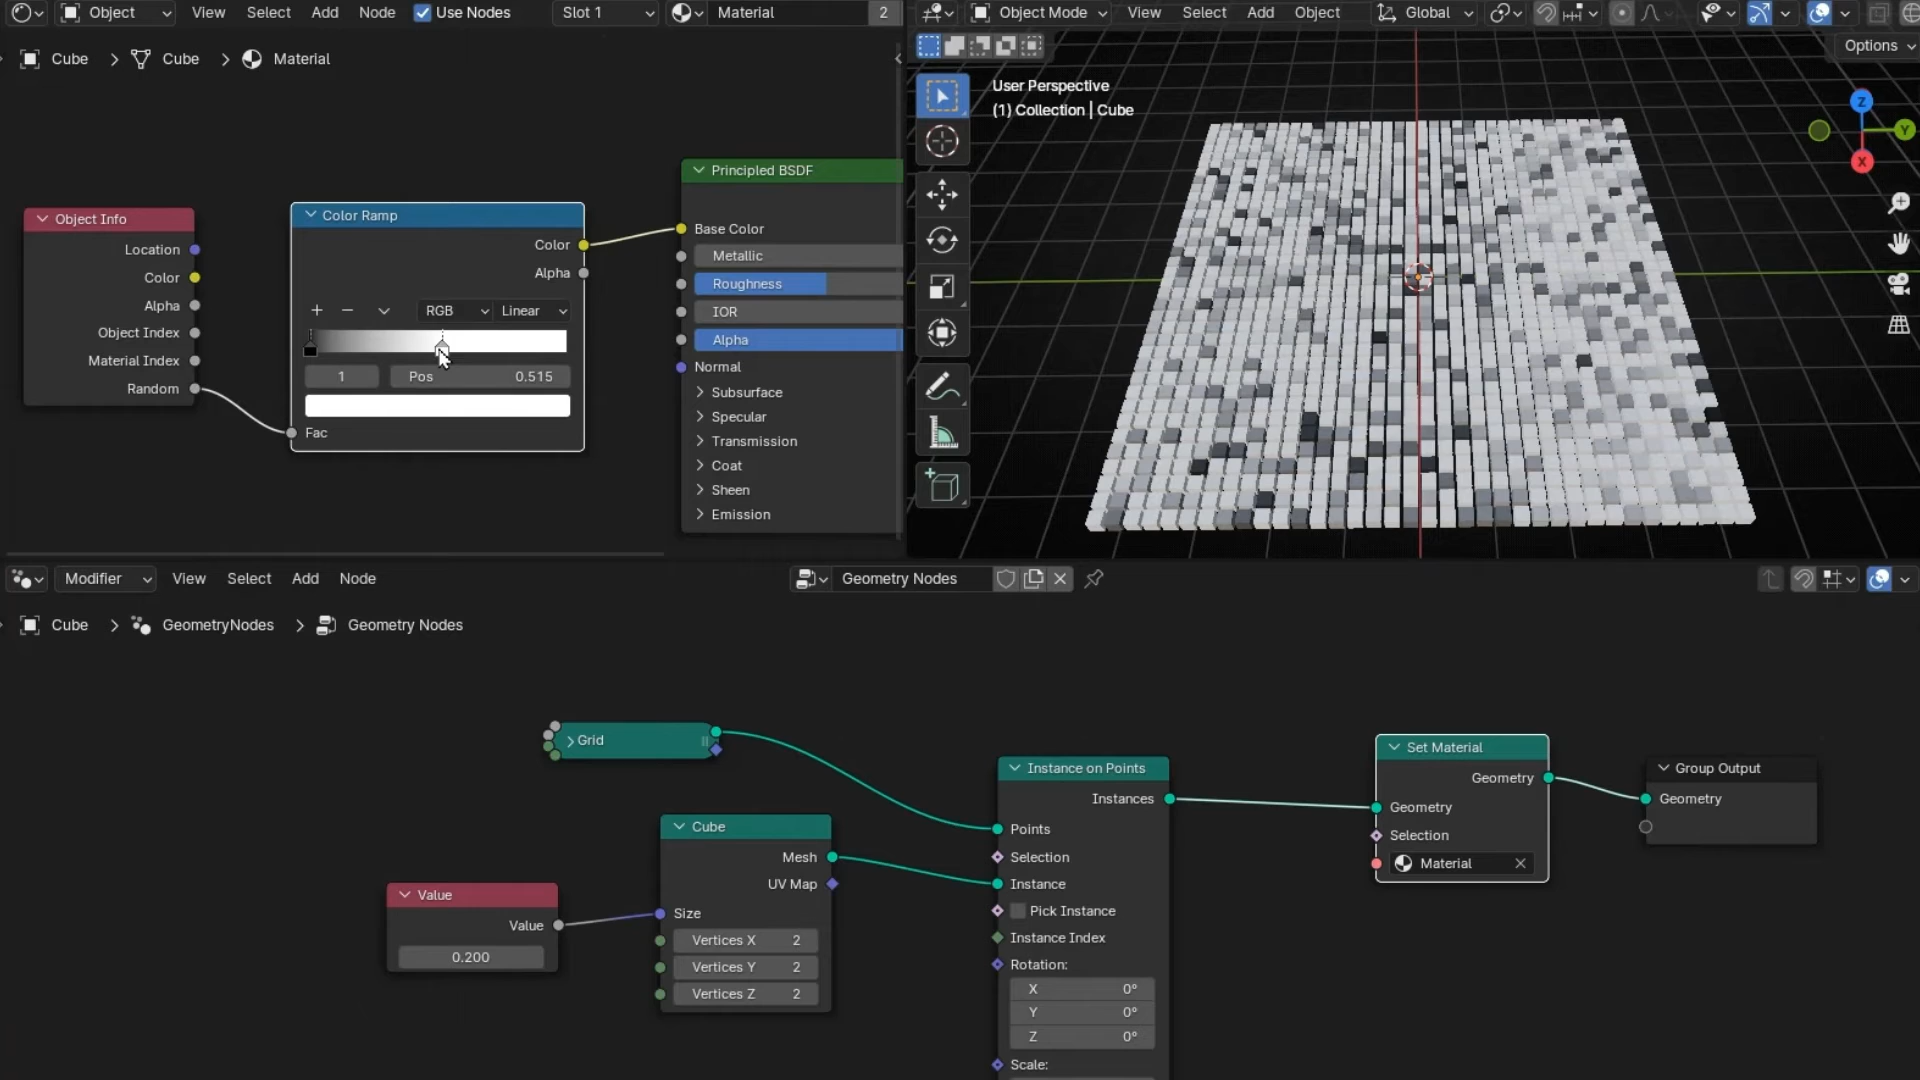 Object View Select Add Node Use Nodes Slot 1 Material 2
Cube Cube Material
Object Info
Location
Color
Alpha
Object Index
Material Index
Random
Color Ramp
Color
Alpha
RGB Linear
1 Pos 0.515
Fac
Principled BSDF
Base Color
Metallic
Roughness
IOR
Alpha
Normal
Subsurface
Specular
Transmission
Coat
Sheen
Emission
Object Mode View Select Add Object Global
Options
User Perspective
(1) Collection | Cube
Z
Y
X
Modifier View Select Add Node Geometry Nodes
Cube GeometryNodes Geometry Nodes
Grid
Value
Value
0.200
Cube
Mesh
UV Map
Size
Vertices X 2
Vertices Y 2
Vertices Z 2
Instance on Points
Instances
Points
Selection
Instance
Pick Instance
Instance Index
Rotation:
X 0°
Y 0°
Z 0°
Scale:
Set Material
Geometry
Geometry
Selection
Material
Group Output
Geometry